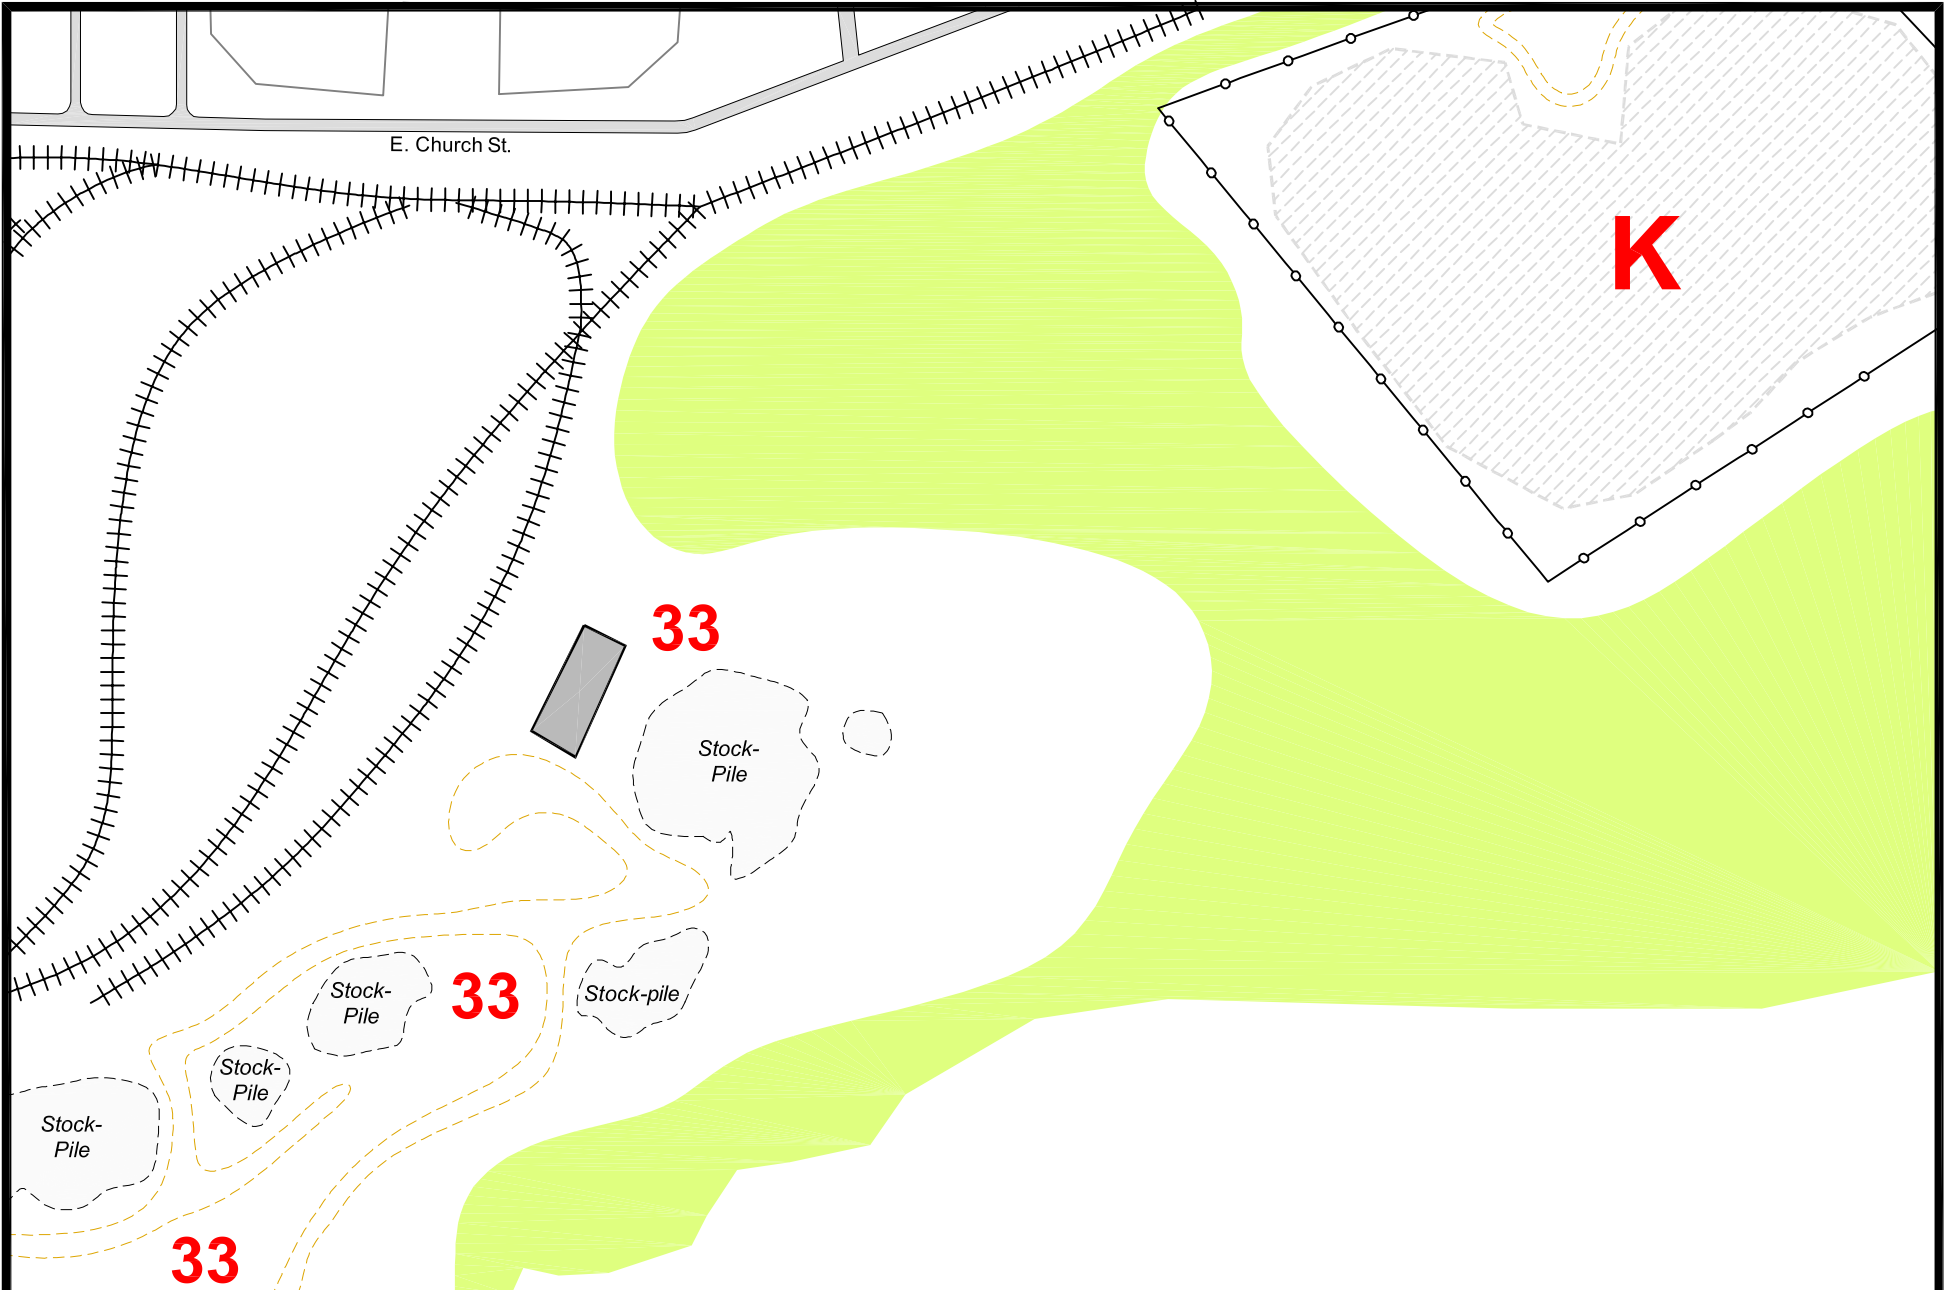 E. Church St.
K
33
Stock-
Pile
33
Stock-
Pile
Stock-pile
Stock-
Pile
Stock-
Pile
33